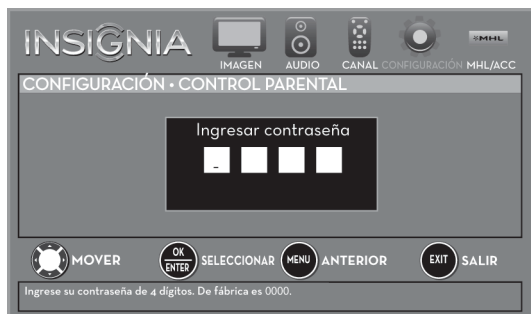 INSIGNIA
IMAGEN AUDIO CANAL CONFIGURACIÓN MHL/ACC
MHL
CONFIGURACIÓN • CONTROL PARENTAL
Ingresar contraseña
_
MOVER OK ENTER SELECCIONAR MENU ANTERIOR EXIT SALIR
Ingrese su contraseña de 4 dígitos. De fábrica es 0000.